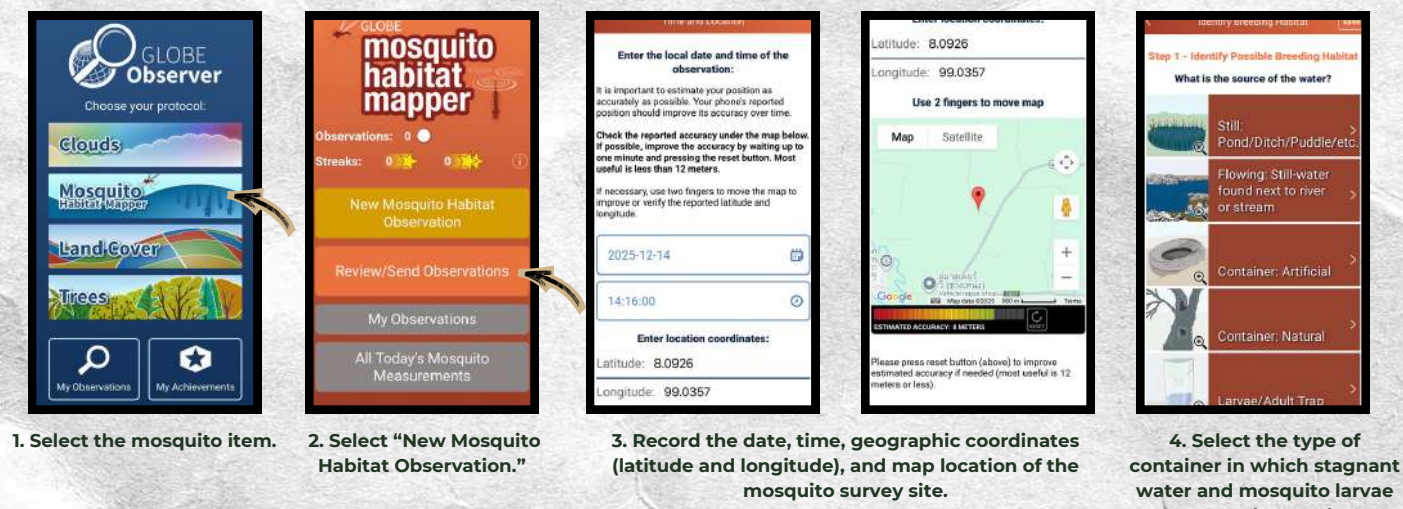 GLOBE
Observer
Choose your protocol:
Clouds
Mosquito
Habitat Mapper
Land Cover
Trees
My Observations
My Achievements
1. Select the mosquito item.
GLOBE
mosquito
habitat
mapper
Observations: 0
Streaks: 0 0
New Mosquito Habitat
Observation
Review/Send Observations
My Observations
All Today's Mosquito
Measurements
2. Select “New Mosquito
Habitat Observation.”
Time and Location
Enter the local date and time of the
observation:
It is important to estimate your position as
accurately as possible. Your phone's reported
position should improve its accuracy over time.
Check the reported accuracy under the map below.
If possible, improve the accuracy by waiting up to
one minute and pressing the reset button. Most
useful is less than 12 meters.
If necessary, use two fingers to move the map to
improve or verify the reported latitude and
longitude.
2025-12-14
14:16:00
Enter location coordinates:
Latitude: 8.0926
Longitude: 99.0357
Enter location coordinates:
Latitude: 8.0926
Longitude: 99.0357
Use 2 fingers to move map
Map Satellite
Google
Map data ©2025 500 m Terms
ESTIMATED ACCURACY: 8 METERS
RESET
Please press reset button (above) to improve
estimated accuracy if needed (most useful is 12
meters or less).
3. Record the date, time, geographic coordinates
(latitude and longitude), and map location of the
mosquito survey site.
Identify Breeding Habitat
Step 1 - Identify Possible Breeding Habitat
What is the source of the water?
Still:
Pond/Ditch/Puddle/etc.
Flowing: Still-water
found next to river
or stream
Container: Artificial
Container: Natural
Larvae/Adult Trap
4. Select the type of
container in which stagnant
water and mosquito larvae